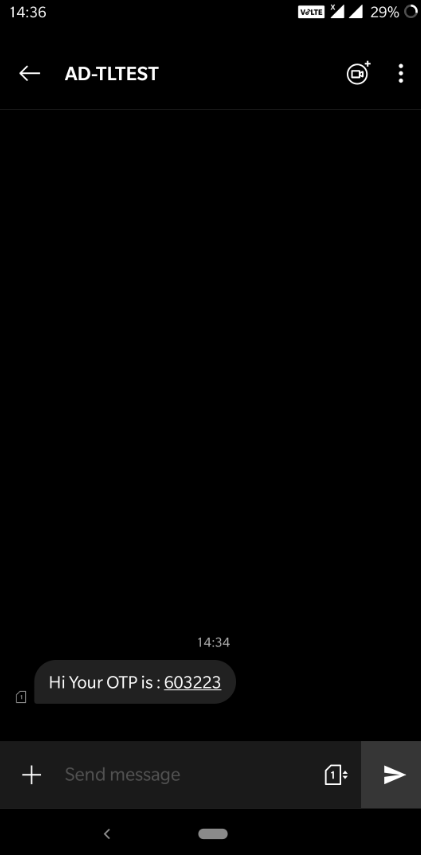 14:36 VoLTE x 29%
AD-TLTEST
14:34
1 Hi Your OTP is : 603223
Send message 1